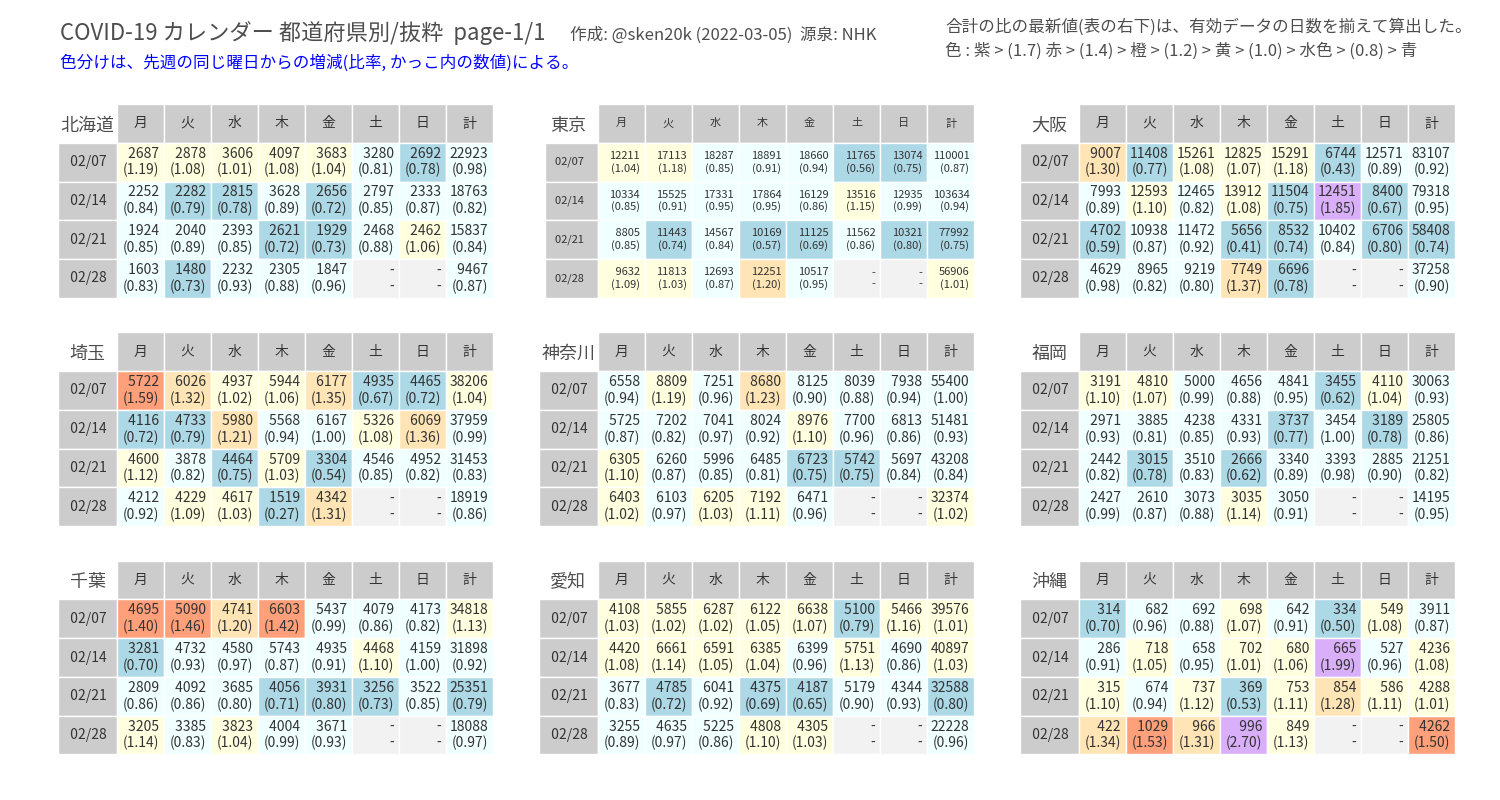 COVID-19 カレンダー 都道府県別/抜粋 page-1/1 作成: @sken20k (2022-03-05) 源泉: NHK
色分けは、先週の同じ曜日からの増減(比率, かっこ内の数値)による。
合計の比の最新値(表の右下)は、有効データの日数を揃えて算出した。
色 : 紫 > (1.7) 赤 > (1.4) > 橙 > (1.2) > 黄 > (1.0) > 水色 > (0.8) > 青
北海道 月 火 水 木 金 土 日 計
02/07 2687 2878 3606 4097 3683 3280 2692 22923
(1.19) (1.08) (1.01) (1.08) (1.04) (0.81) (0.78) (0.98)
02/14 2252 2282 2815 3628 2656 2797 2333 18763
(0.84) (0.79) (0.78) (0.89) (0.72) (0.85) (0.87) (0.82)
02/21 1924 2040 2393 2621 1929 2468 2462 15837
(0.85) (0.89) (0.85) (0.72) (0.73) (0.88) (1.06) (0.84)
02/28 1603 1480 2232 2305 1847 - - 9467
(0.83) (0.73) (0.93) (0.88) (0.96) - - (0.87)
東京 月 火 水 木 金 土 日 計
02/07 12211 17113 18287 18891 18660 11765 13074 110001
(1.04) (1.18) (0.85) (0.91) (0.94) (0.56) (0.75) (0.87)
02/14 10334 15525 17331 17864 16129 13516 12935 103634
(0.85) (0.91) (0.95) (0.95) (0.86) (1.15) (0.99) (0.94)
02/21 8805 11443 14567 10169 11125 11562 10321 77992
(0.85) (0.74) (0.84) (0.57) (0.69) (0.86) (0.80) (0.75)
02/28 9632 11813 12693 12251 10517 - - 56906
(1.09) (1.03) (0.87) (1.20) (0.95) - - (1.01)
大阪 月 火 水 木 金 土 日 計
02/07 9007 11408 15261 12825 15291 6744 12571 83107
(1.30) (0.77) (1.08) (1.07) (1.18) (0.43) (0.89) (0.92)
02/14 7993 12593 12465 13912 11504 12451 8400 79318
(0.89) (1.10) (0.82) (1.08) (0.75) (1.85) (0.67) (0.95)
02/21 4702 10938 11472 5656 8532 10402 6706 58408
(0.59) (0.87) (0.92) (0.41) (0.74) (0.84) (0.80) (0.74)
02/28 4629 8965 9219 7749 6696 - - 37258
(0.98) (0.82) (0.80) (1.37) (0.78) - - (0.90)
埼玉 月 火 水 木 金 土 日 計
02/07 5722 6026 4937 5944 6177 4935 4465 38206
(1.59) (1.32) (1.02) (1.06) (1.35) (0.67) (0.72) (1.04)
02/14 4116 4733 5980 5568 6167 5326 6069 37959
(0.72) (0.79) (1.21) (0.94) (1.00) (1.08) (1.36) (0.99)
02/21 4600 3878 4464 5709 3304 4546 4952 31453
(1.12) (0.82) (0.75) (1.03) (0.54) (0.85) (0.82) (0.83)
02/28 4212 4229 4617 1519 4342 - - 18919
(0.92) (1.09) (1.03) (0.27) (1.31) - - (0.86)
神奈川 月 火 水 木 金 土 日 計
02/07 6558 8809 7251 8680 8125 8039 7938 55400
(0.94) (1.19) (0.96) (1.23) (0.90) (0.88) (0.94) (1.00)
02/14 5725 7202 7041 8024 8976 7700 6813 51481
(0.87) (0.82) (0.97) (0.92) (1.10) (0.96) (0.86) (0.93)
02/21 6305 6260 5996 6485 6723 5742 5697 43208
(1.10) (0.87) (0.85) (0.81) (0.75) (0.75) (0.84) (0.84)
02/28 6403 6103 6205 7192 6471 - - 32374
(1.02) (0.97) (1.03) (1.11) (0.96) - - (1.02)
福岡 月 火 水 木 金 土 日 計
02/07 3191 4810 5000 4656 4841 3455 4110 30063
(1.10) (1.07) (0.99) (0.88) (0.95) (0.62) (1.04) (0.93)
02/14 2971 3885 4238 4331 3737 3454 3189 25805
(0.93) (0.81) (0.85) (0.93) (0.77) (1.00) (0.78) (0.86)
02/21 2442 3015 3510 2666 3340 3393 2885 21251
(0.82) (0.78) (0.83) (0.62) (0.89) (0.98) (0.90) (0.82)
02/28 2427 2610 3073 3035 3050 - - 14195
(0.99) (0.87) (0.88) (1.14) (0.91) - - (0.95)
千葉 月 火 水 木 金 土 日 計
02/07 4695 5090 4741 6603 5437 4079 4173 34818
(1.40) (1.46) (1.20) (1.42) (0.99) (0.86) (0.82) (1.13)
02/14 3281 4732 4580 5743 4935 4468 4159 31898
(0.70) (0.93) (0.97) (0.87) (0.91) (1.10) (1.00) (0.92)
02/21 2809 4092 3685 4056 3931 3256 3522 25351
(0.86) (0.86) (0.80) (0.71) (0.80) (0.73) (0.85) (0.79)
02/28 3205 3385 3823 4004 3671 - - 18088
(1.14) (0.83) (1.04) (0.99) (0.93) - - (0.97)
愛知 月 火 水 木 金 土 日 計
02/07 4108 5855 6287 6122 6638 5100 5466 39576
(1.03) (1.02) (1.02) (1.05) (1.07) (0.79) (1.16) (1.01)
02/14 4420 6661 6591 6385 6399 5751 4690 40897
(1.08) (1.14) (1.05) (1.04) (0.96) (1.13) (0.86) (1.03)
02/21 3677 4785 6041 4375 4187 5179 4344 32588
(0.83) (0.72) (0.92) (0.69) (0.65) (0.90) (0.93) (0.80)
02/28 3255 4635 5225 4808 4305 - - 22228
(0.89) (0.97) (0.86) (1.10) (1.03) - - (0.96)
沖縄 月 火 水 木 金 土 日 計
02/07 314 682 692 698 642 334 549 3911
(0.70) (0.96) (0.88) (1.07) (0.91) (0.50) (1.08) (0.87)
02/14 286 718 658 702 680 665 527 4236
(0.91) (1.05) (0.95) (1.01) (1.06) (1.99) (0.96) (1.08)
02/21 315 674 737 369 753 854 586 4288
(1.10) (0.94) (1.12) (0.53) (1.11) (1.28) (1.11) (1.01)
02/28 422 1029 966 996 849 - - 4262
(1.34) (1.53) (1.31) (2.70) (1.13) - - (1.50)